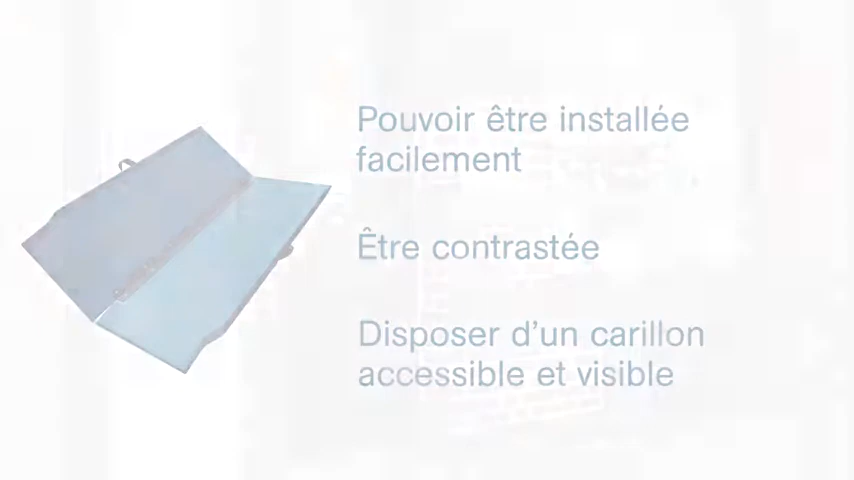 Pouvoir être installée
facilement
Être contrastée
Disposer d'un carillon
accessible et visible